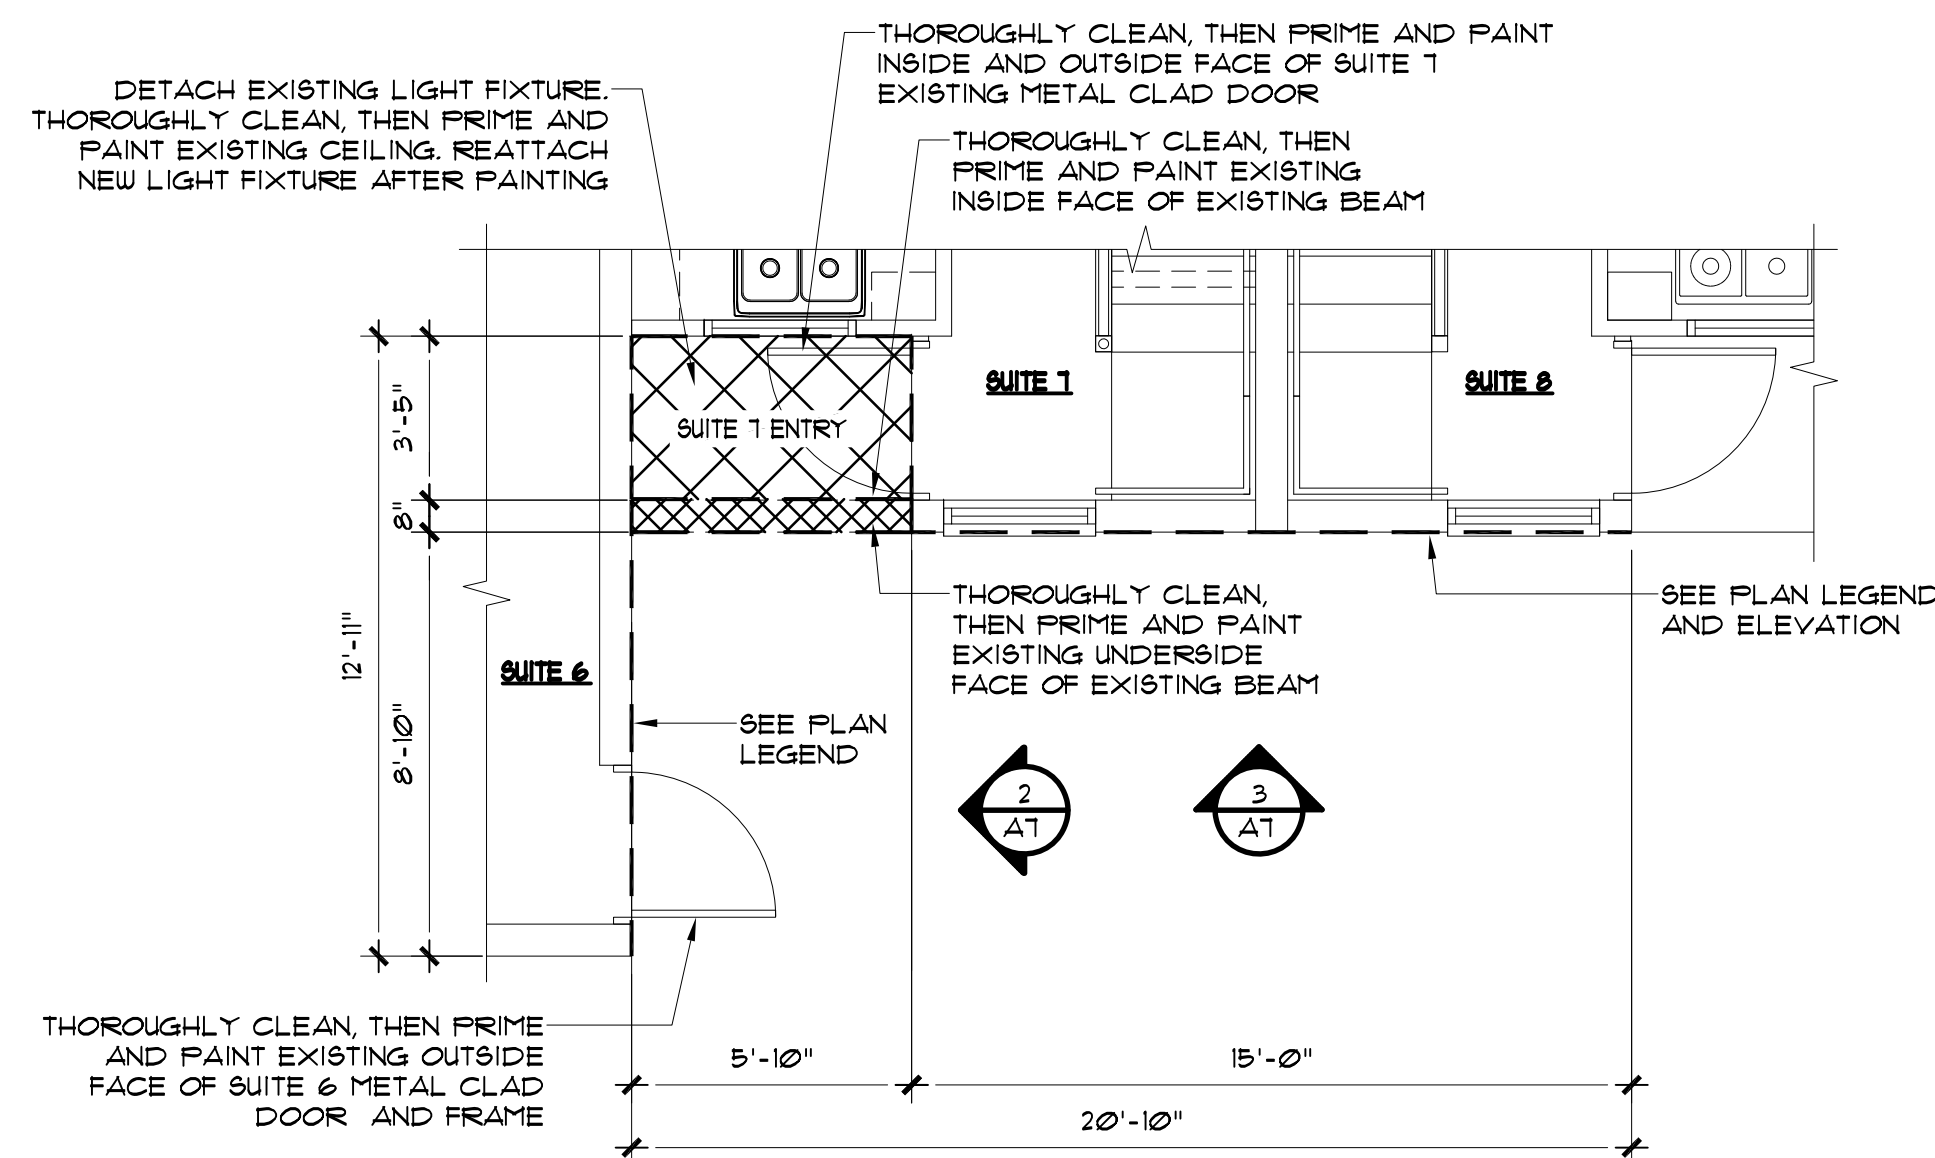 THOROUGHLY CLEAN, THEN PRIME AND PAINT
INSIDE AND OUTSIDE FACE OF SUITE 7
EXISTING METAL CLAD DOOR
DETACH EXISTING LIGHT FIXTURE.
THOROUGHLY CLEAN, THEN PRIME AND
PAINT EXISTING CEILING. REATTACH
NEW LIGHT FIXTURE AFTER PAINTING
THOROUGHLY CLEAN, THEN
PRIME AND PAINT EXISTING
INSIDE FACE OF EXISTING BEAM
SUITE 7
SUITE 8
3'-5"
SUITE 7 ENTRY
8"
THOROUGHLY CLEAN,
THEN PRIME AND PAINT
EXISTING UNDERSIDE
FACE OF EXISTING BEAM
SEE PLAN LEGEND
AND ELEVATION
12'-11"
SUITE 6
8'-10"
SEE PLAN
LEGEND
2
A7
3
A7
THOROUGHLY CLEAN, THEN PRIME
AND PAINT EXISTING OUTSIDE
FACE OF SUITE 6 METAL CLAD
DOOR AND FRAME
5'-10"
15'-0"
20'-10"